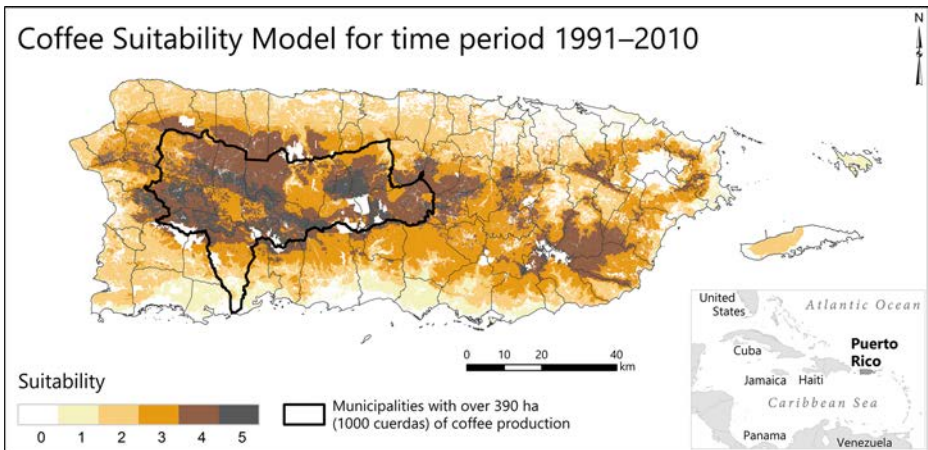 Coffee Suitability Model for time period 1991–2010
N
0 10 20 40
km
Suitability
0 1 2 3 4 5
Municipalities with over 390 ha
(1000 cuerdas) of coffee production
United
States
Atlantic Ocean
Cuba
Puerto
Rico
Jamaica Haiti
Caribbean Sea
Panama
Venezuela